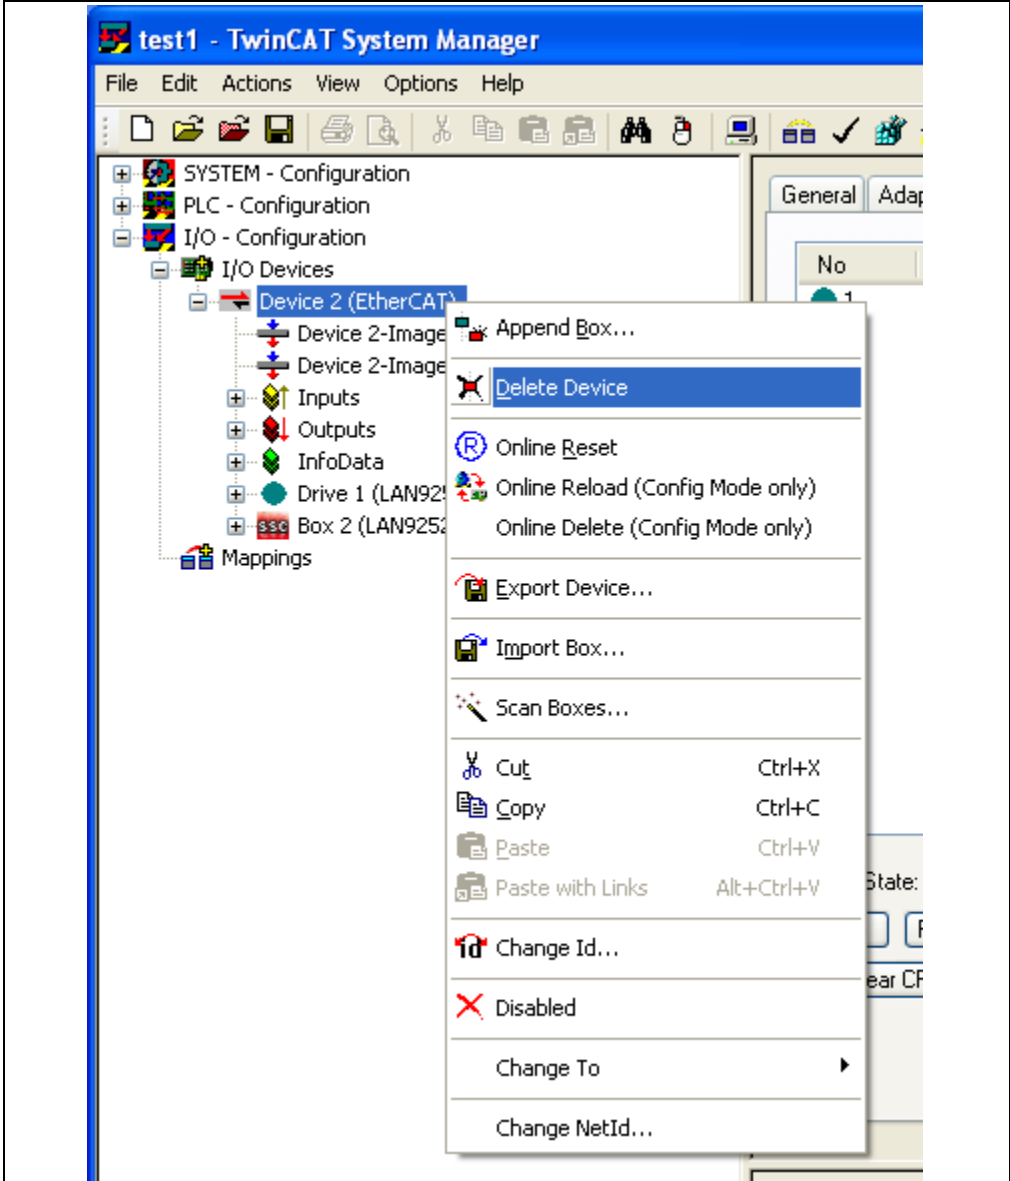 test1 - TwinCAT System Manager
File Edit Actions View Options Help
SYSTEM - Configuration
PLC - Configuration
I/O - Configuration
I/O Devices
Device 2 (EtherCAT)
Device 2-Image
Device 2-Image
Inputs
Outputs
InfoData
Drive 1 (LAN925
Box 2 (LAN9252
Mappings
General
No
1
Append Box...
Delete Device
Online Reset
Online Reload (Config Mode only)
Online Delete (Config Mode only)
Export Device...
Import Box...
Scan Boxes...
Cut Ctrl+X
Copy Ctrl+C
Paste Ctrl+V
Paste with Links Alt+Ctrl+V
Change Id...
Disabled
Change To
Change NetId...
State: